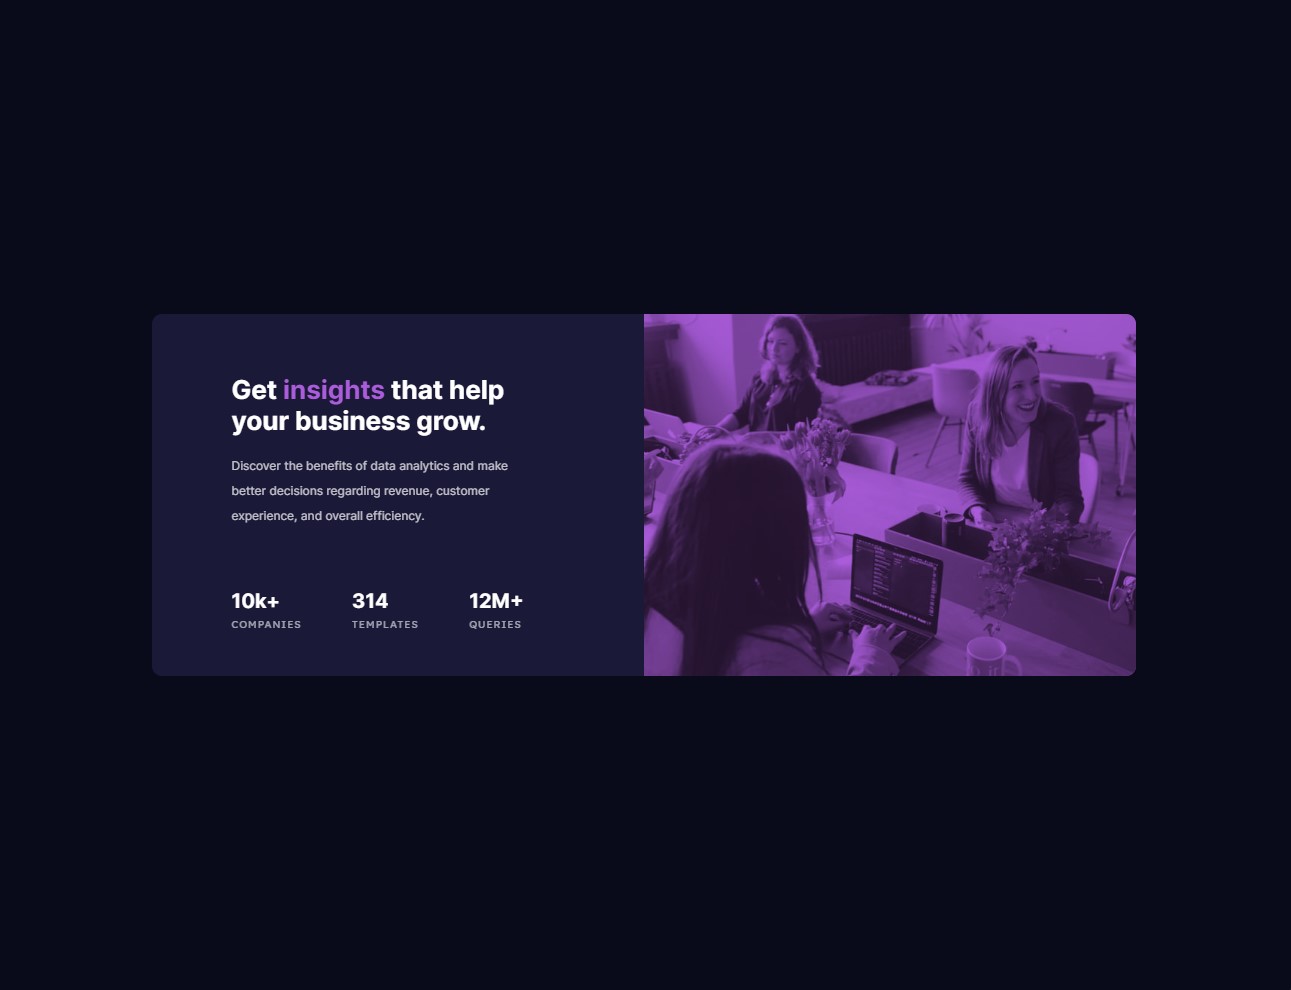 Get insights that help
your business grow.
Discover the benefits of data analytics and make
better decisions regarding revenue, customer
experience, and overall efficiency.
10k+ 314 12M+
COMPANIES TEMPLATES QUERIES